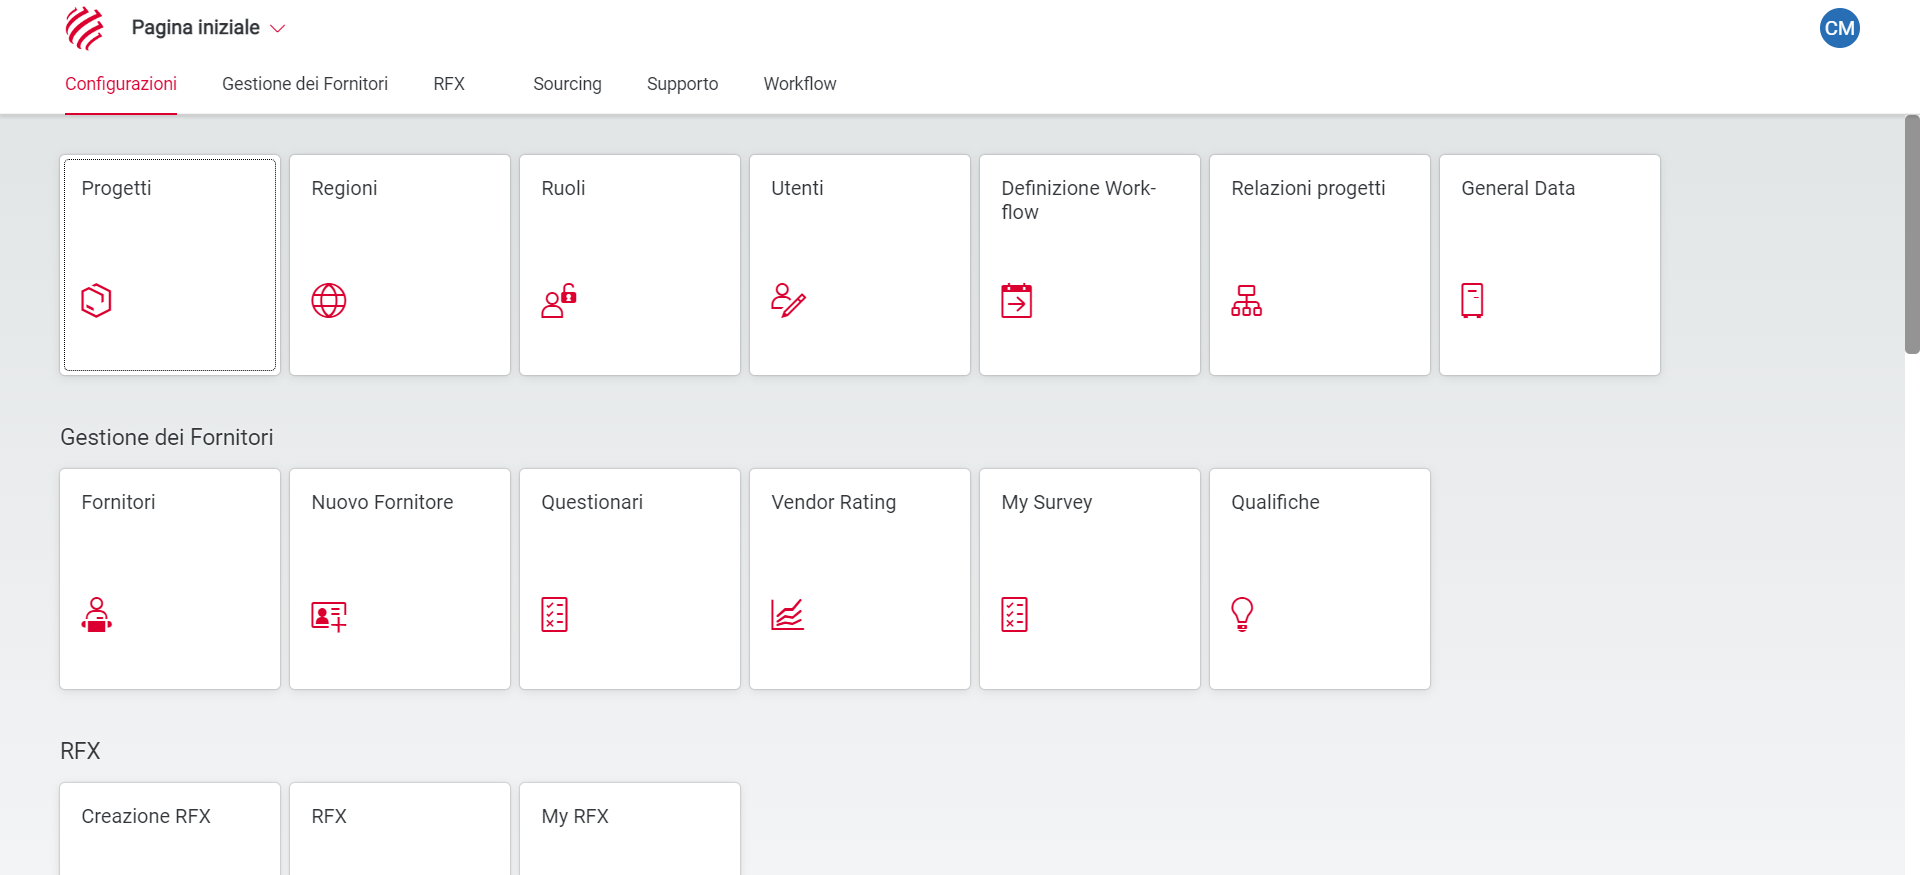 Pagina iniziale
CM
Configurazioni
Gestione dei Fornitori
RFX
Sourcing
Supporto
Workflow
Progetti
Regioni
Ruoli
Utenti
Definizione Work-
flow
Relazioni progetti
General Data
Gestione dei Fornitori
Fornitori
Nuovo Fornitore
Questionari
Vendor Rating
My Survey
Qualifiche
RFX
Creazione RFX
RFX
My RFX